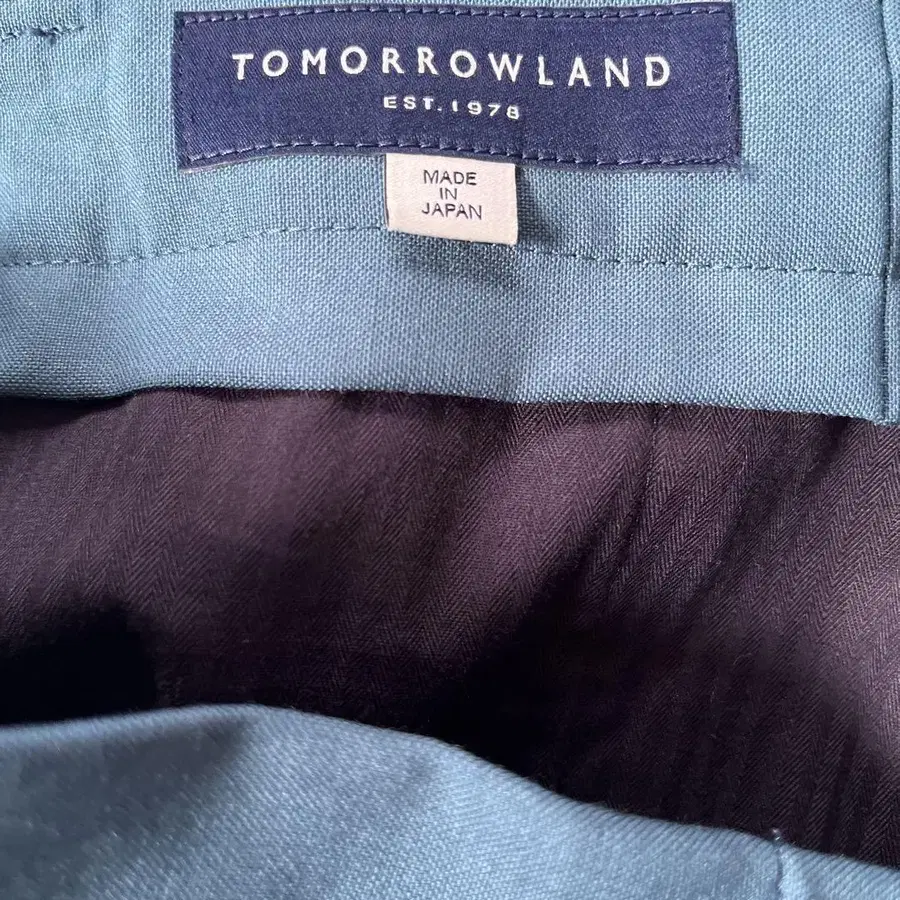 TOMORROWLAND
EST. 1978
MADE
IN
JAPAN